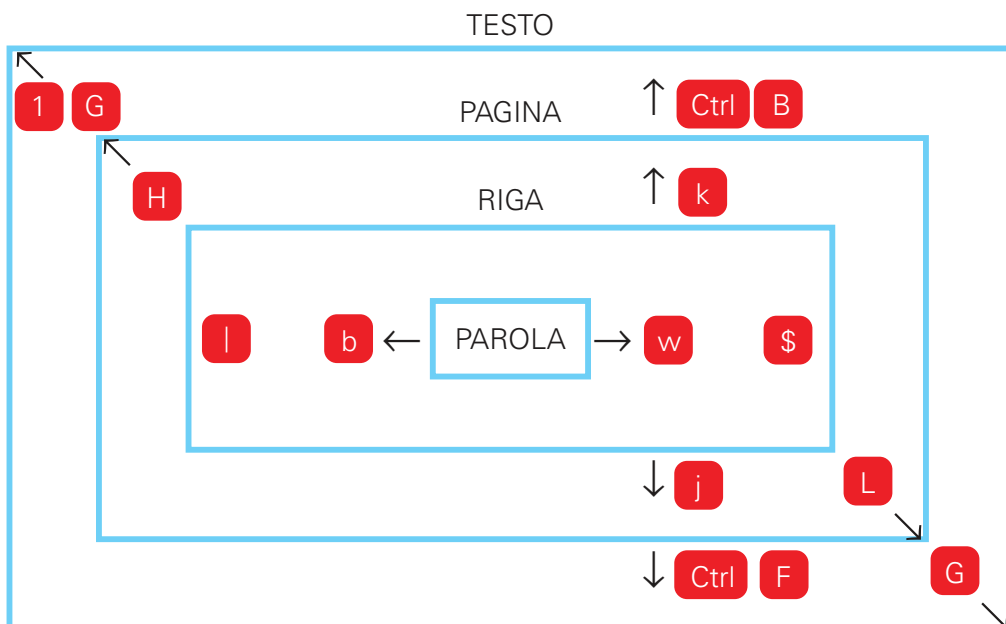 TESTO
1 G
PAGINA
↑ Ctrl B
H
RIGA
↑ k
| b ← PAROLA → w $
↓ j
L
↓ Ctrl F
G